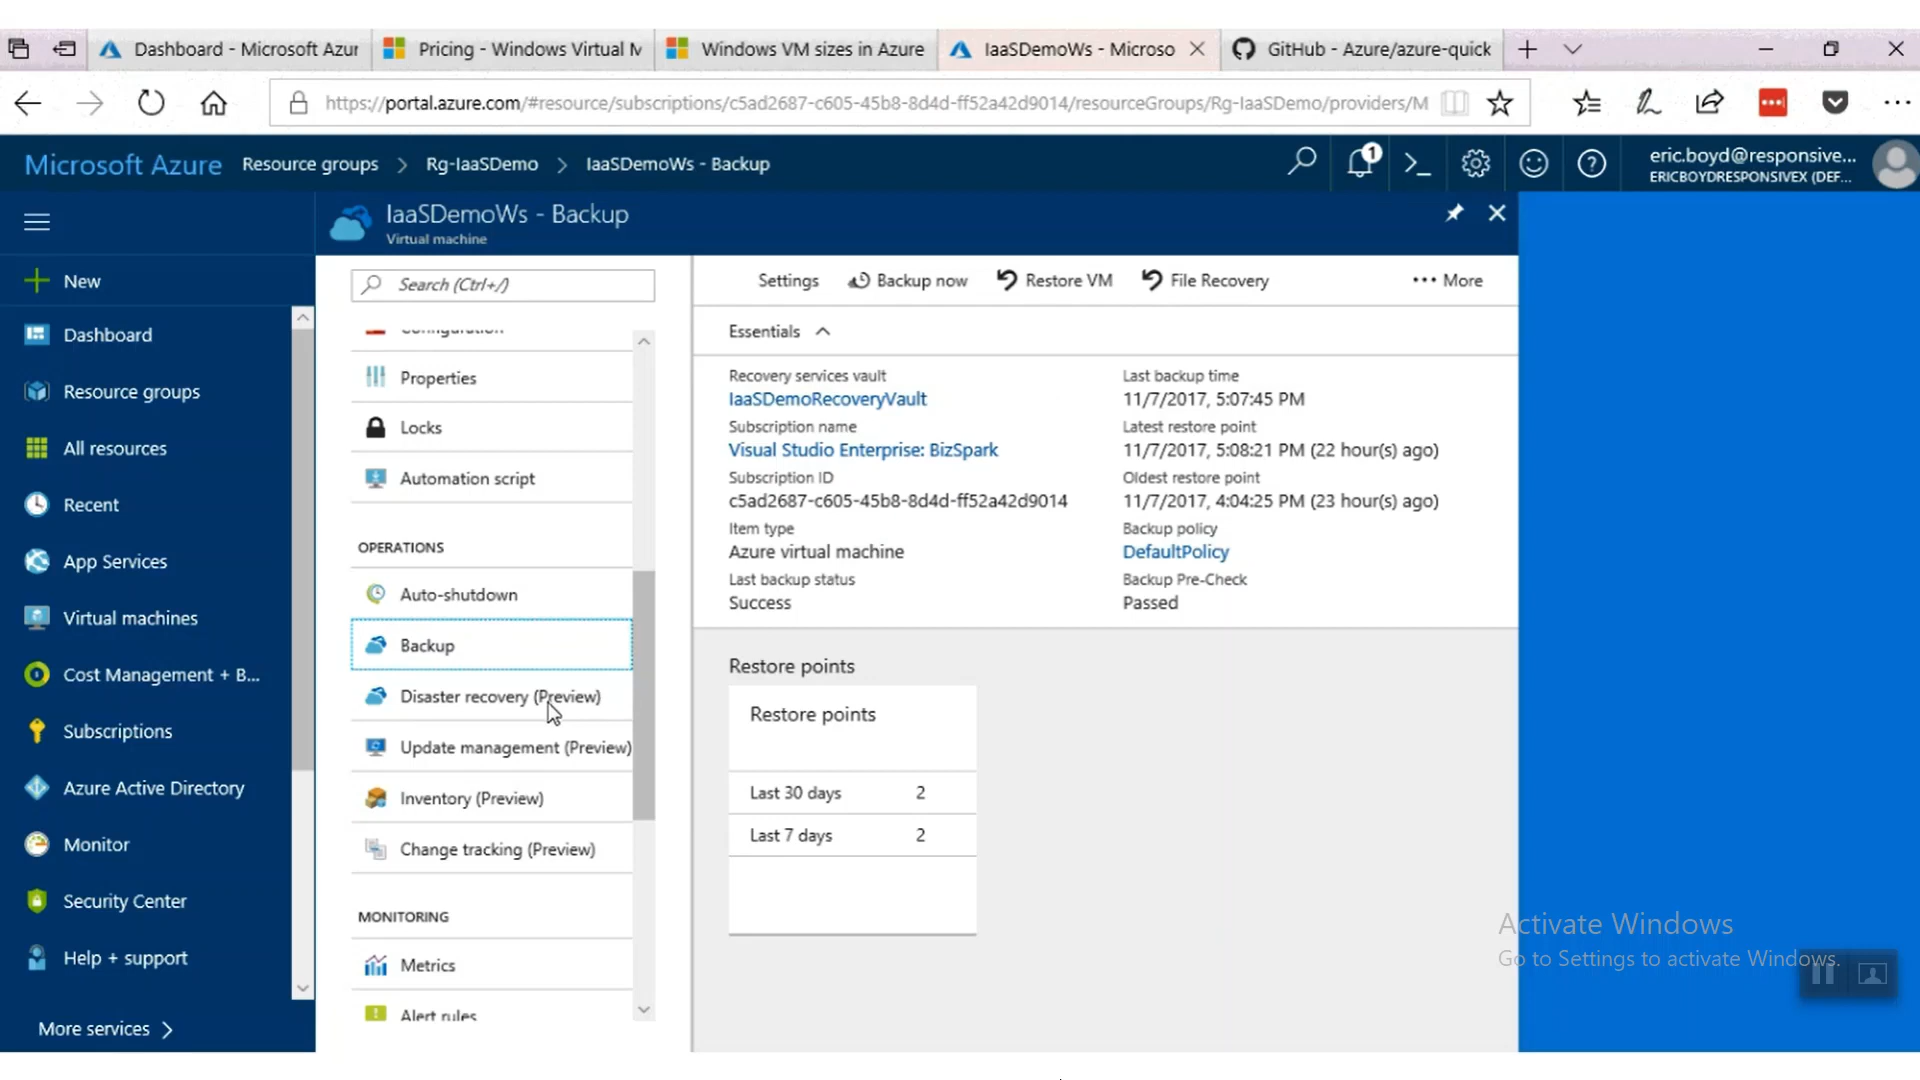 Dashboard - Microsoft Azur
Pricing - Windows Virtual M
Windows VM sizes in Azure
IaaSDemoWs - Microso
GitHub - Azure/azure-quick
https://portal.azure.com/#resource/subscriptions/c5ad2687-c605-45b8-8d4d-ff52a42d9014/resourceGroups/Rg-IaaSDemo/providers/M
Microsoft Azure
Resource groups
Rg-IaaSDemo
IaaSDemoWs - Backup
1
eric.boyd@responsive...
ERICBOYDRESPONSIVEX (DEF...
IaaSDemoWs - Backup
Virtual machine
New
Dashboard
Resource groups
All resources
Recent
App Services
Virtual machines
Cost Management + B...
Subscriptions
Azure Active Directory
Monitor
Security Center
Help + support
More services
Search (Ctrl+/)
Configuration
Properties
Locks
Automation script
OPERATIONS
Auto-shutdown
Backup
Disaster recovery (Preview)
Update management (Preview)
Inventory (Preview)
Change tracking (Preview)
MONITORING
Metrics
Alert rules
Settings
Backup now
Restore VM
File Recovery
More
Essentials
Recovery services vault
IaaSDemoRecoveryVault
Subscription name
Visual Studio Enterprise: BizSpark
Subscription ID
c5ad2687-c605-45b8-8d4d-ff52a42d9014
Item type
Azure virtual machine
Last backup status
Success
Last backup time
11/7/2017, 5:07:45 PM
Latest restore point
11/7/2017, 5:08:21 PM (22 hour(s) ago)
Oldest restore point
11/7/2017, 4:04:25 PM (23 hour(s) ago)
Backup policy
DefaultPolicy
Backup Pre-Check
Passed
Restore points
Restore points
Last 30 days 2
Last 7 days 2
Activate Windows
Go to Settings to activate Windows.